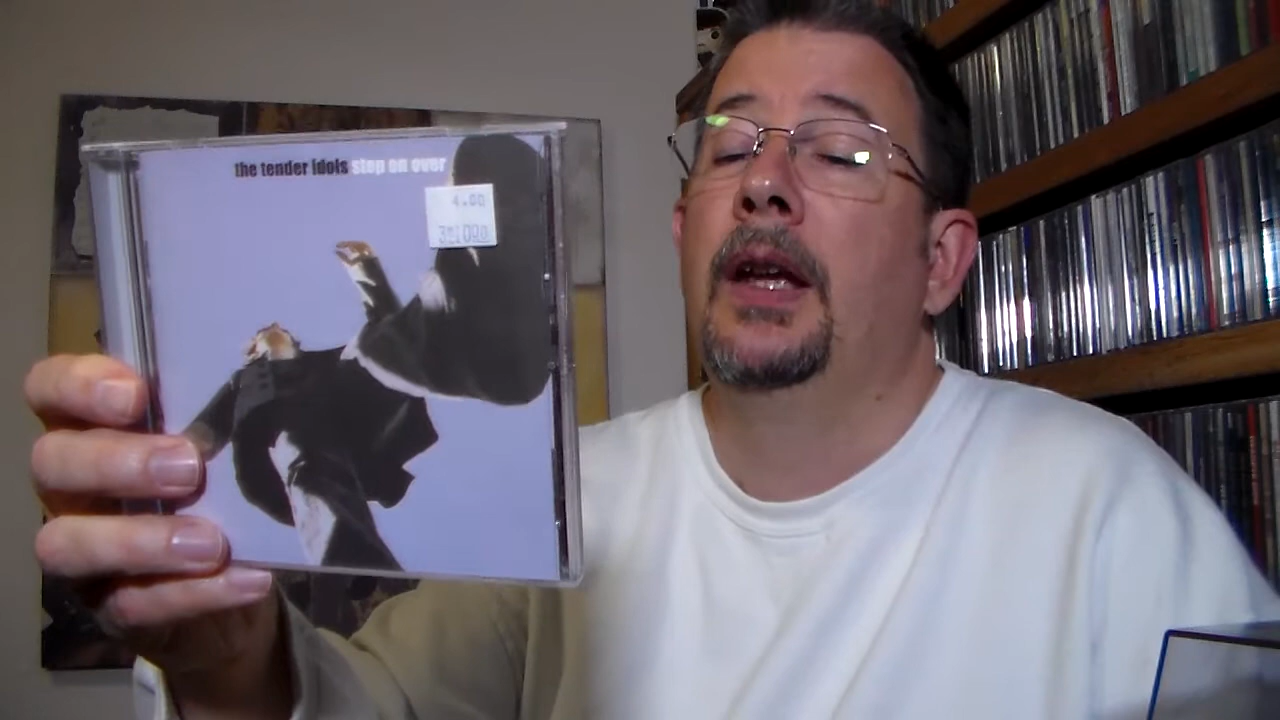 the tender idols step on over
4.00